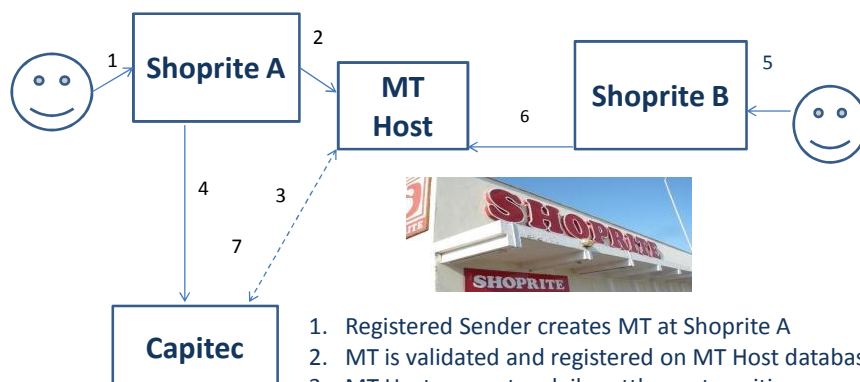 1
Shoprite A
2
MT
Host
Shoprite B
5
6
4
3
7
SHOPRITE
SHOPRITE
Capitec
1. Registered Sender creates MT at Shoprite A
2. MT is validated and registered on MT Host databas